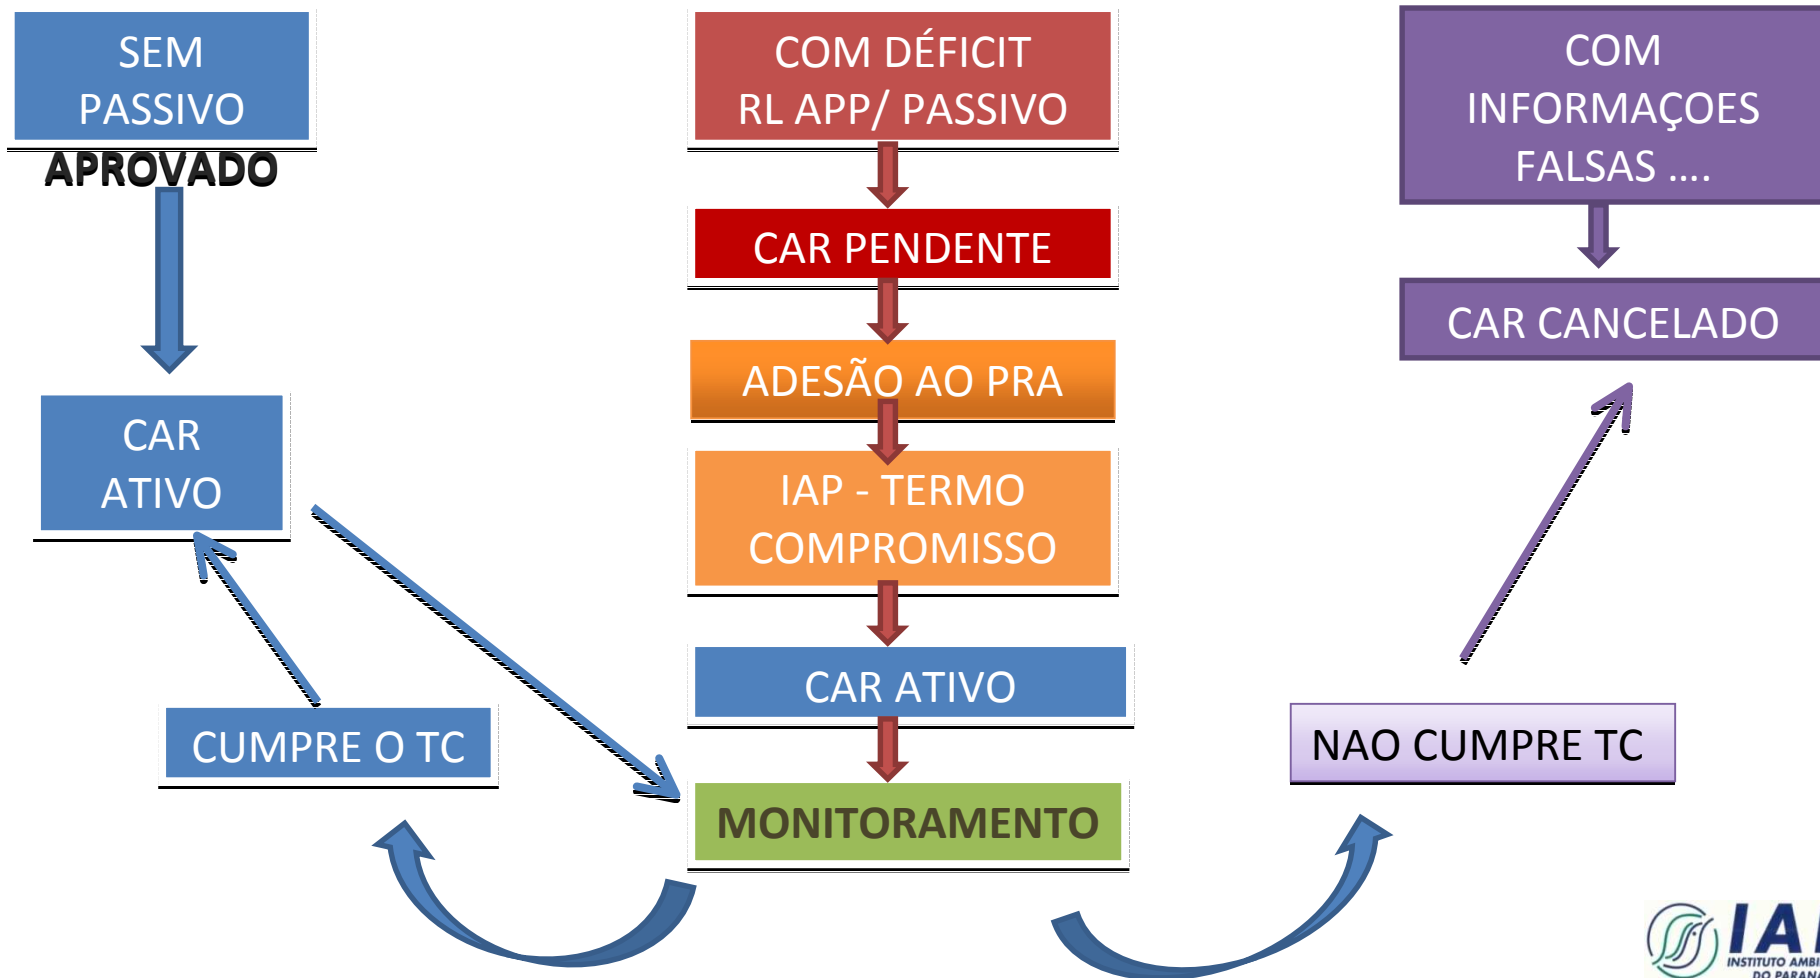 SEM
PASSIVO
APROVADO
CAR
ATIVO
CUMPRE O TC
COM DÉFICIT
RL APP/ PASSIVO
CAR PENDENTE
ADESÃO AO PRA
IAP - TERMO
COMPROMISSO
CAR ATIVO
MONITORAMENTO
COM
INFORMAÇOES
FALSAS ....
CAR CANCELADO
NAO CUMPRE TC
IA
INSTITUTO AMBI
DO PARAN